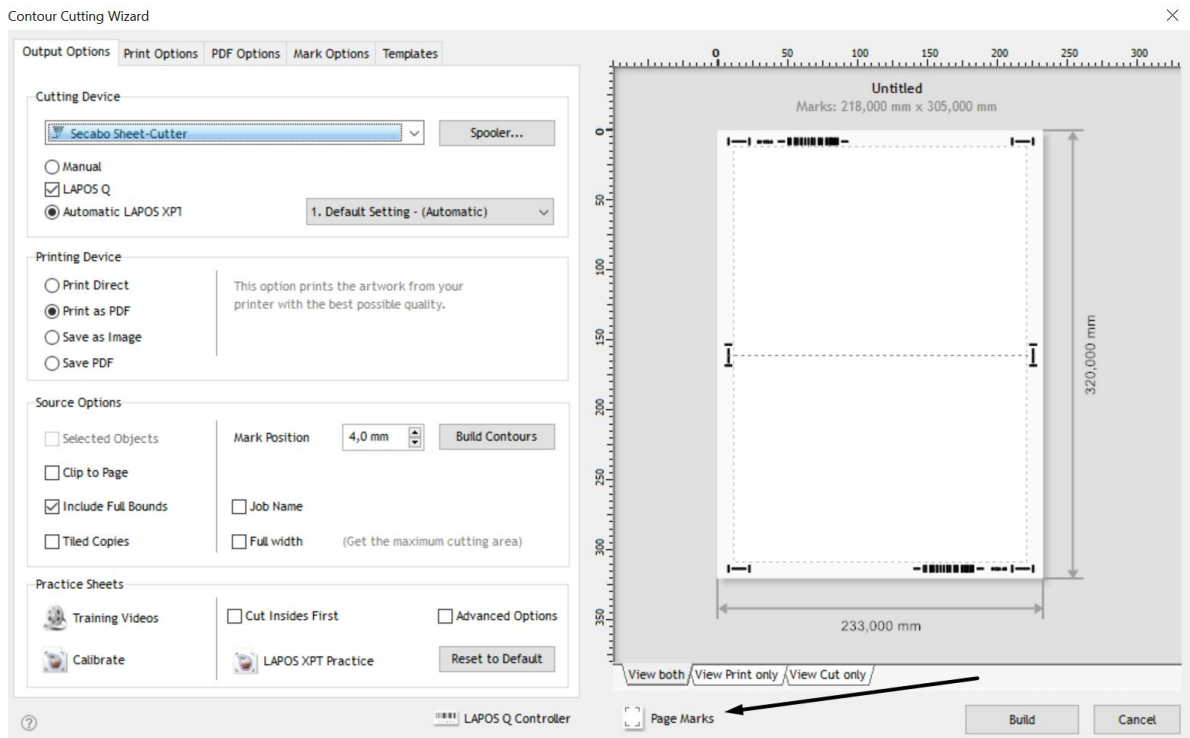 Contour Cutting Wizard
Output Options Print Options PDF Options Mark Options Templates
Cutting Device
Secabo Sheet-Cutter
Spooler...
Manual
LAPOS Q
Automatic LAPOS XPT
1. Default Setting - (Automatic)
Printing Device
Print Direct
Print as PDF
Save as Image
Save PDF
This option prints the artwork from your
printer with the best possible quality.
Source Options
Selected Objects
Clip to Page
Include Full Bounds
Tiled Copies
Mark Position
4,0 mm
Build Contours
Job Name
Full width (Get the maximum cutting area)
Practice Sheets
Training Videos
Calibrate
Cut Insides First
Advanced Options
LAPOS XPT Practice
Reset to Default
LAPOS Q Controller
0 50 100 150 200 250 300
0
50
100
150
200
250
300
350
Untitled
Marks: 218,000 mm x 305,000 mm
320,000 mm
233,000 mm
View both View Print only View Cut only
Page Marks
Build
Cancel